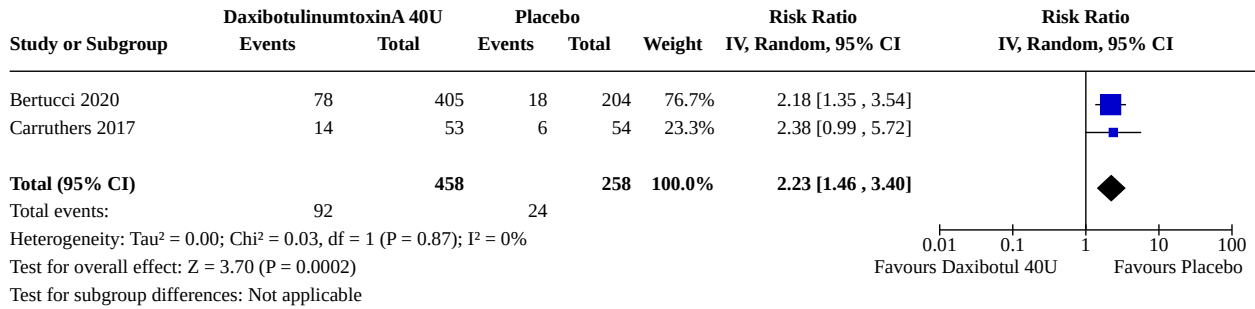 DaxibotulinumtoxinA 40U Placebo Risk Ratio Risk Ratio
Study or Subgroup Events Total Events Total Weight IV, Random, 95% CI IV, Random, 95% CI
Bertucci 2020 78 405 18 204 76.7% 2.18 [1.35 , 3.54]
Carruthers 2017 14 53 6 54 23.3% 2.38 [0.99 , 5.72]
Total (95% CI) 458 258 100.0% 2.23 [1.46 , 3.40]
Total events: 92 24
Heterogeneity: Tau² = 0.00; Chi² = 0.03, df = 1 (P = 0.87); I² = 0%
0.01 0.1 1 10 100
Test for overall effect: Z = 3.70 (P = 0.0002) Favours Daxibotul 40U Favours Placebo
Test for subgroup differences: Not applicable